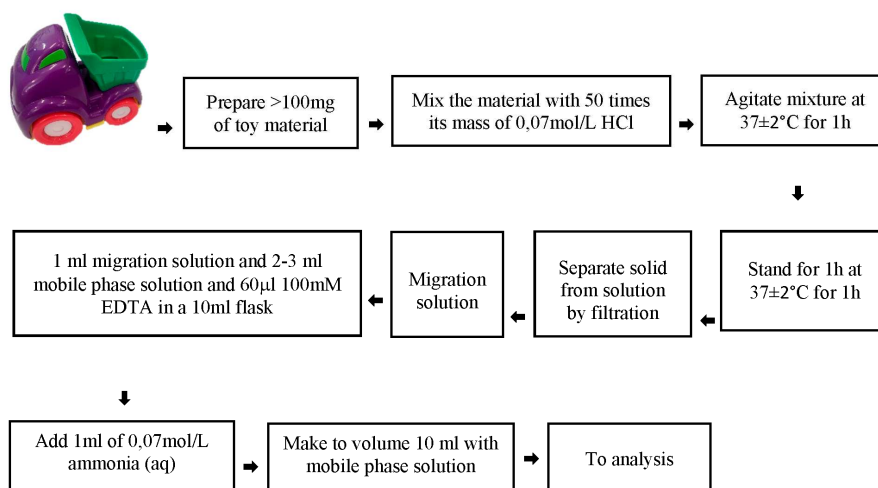 Prepare >100mg
of toy material
Mix the material with 50 times
its mass of 0,07mol/L HCl
Agitate mixture at
37±2°C for 1h
Stand for 1h at
37±2°C for 1h
Separate solid
from solution
by filtration
Migration
solution
1 ml migration solution and 2-3 ml
mobile phase solution and 60µl 100mM
EDTA in a 10ml flask
Add 1ml of 0,07mol/L
ammonia (aq)
Make to volume 10 ml with
mobile phase solution
To analysis